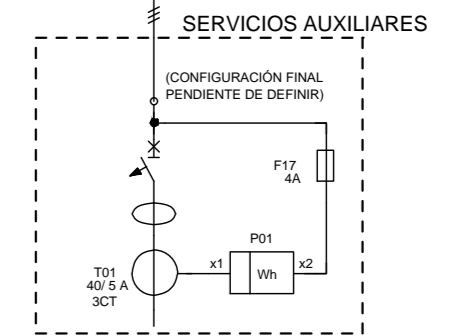 SERVICIOS AUXILIARES
(CONFIGURACIÓN FINAL
PENDIENTE DE DEFINIR)
F17
4A
P01
x1
Wh
x2
T01
40/ 5 A
3CT